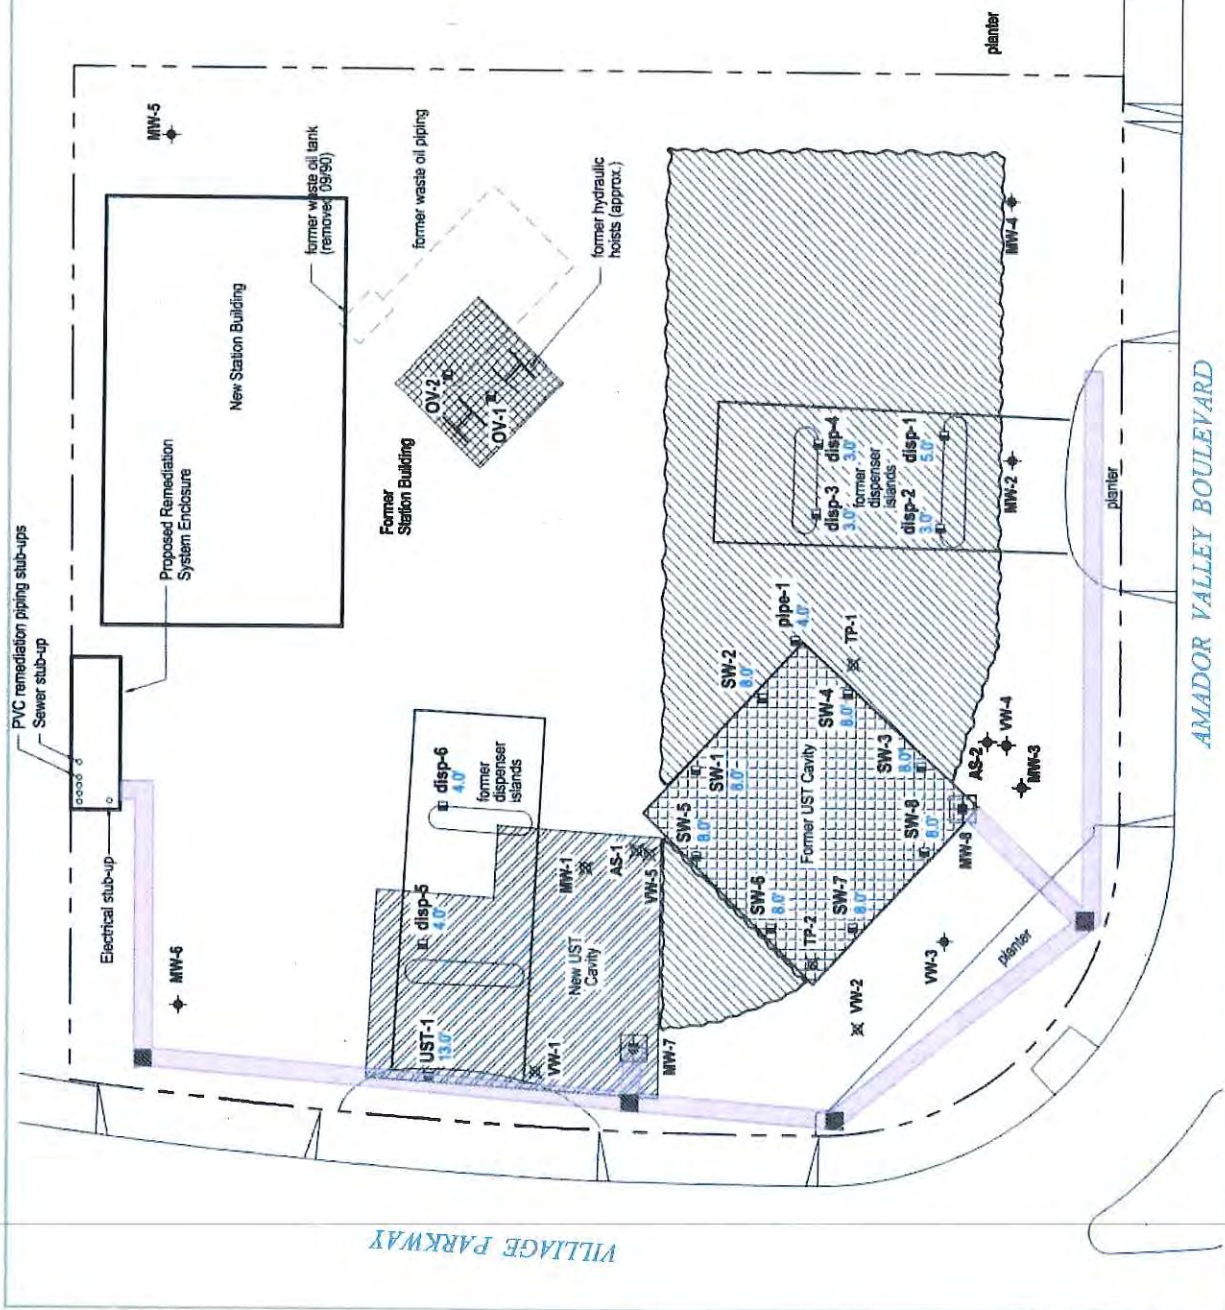 PVC remediation piping stub-ups
Sewer stub-up
Electrical stub-up
Proposed Remediation
System Enclosure
New Station Building
MW-5
MW-6
former waste oil tank
(removed 09/90)
former waste oil piping
former hydraulic
hoists (approx.)
Former
Station Building
OV-2
OV-1
planter
disp-6
4.0'
former
dispenser
islands
disp-5
4.0'
UST-1
13.0'
New UST
Cavity
MW-1
AS-1
VW-5
VW-1
MW-7
SW-2
8.0'
pipe-1
4.0'
TP-1
SW-1
8.0'
SW-4
8.0'
SW-5
8.0'
Former UST Cavity
SW-3
8.0'
SW-6
8.0'
TP-2
SW-7
8.0'
SW-8
8.0'
MW-8
disp-4
3.0'
disp-3
3.0'
former
dispenser
islands
disp-1
5.0'
disp-2
3.0'
MW-4
MW-2
AS-2
VW-4
MW-3
VW-3
VW-2
planter
planter
AMADOR VALLEY BOULEVARD
VILLIAGE PARKWAY